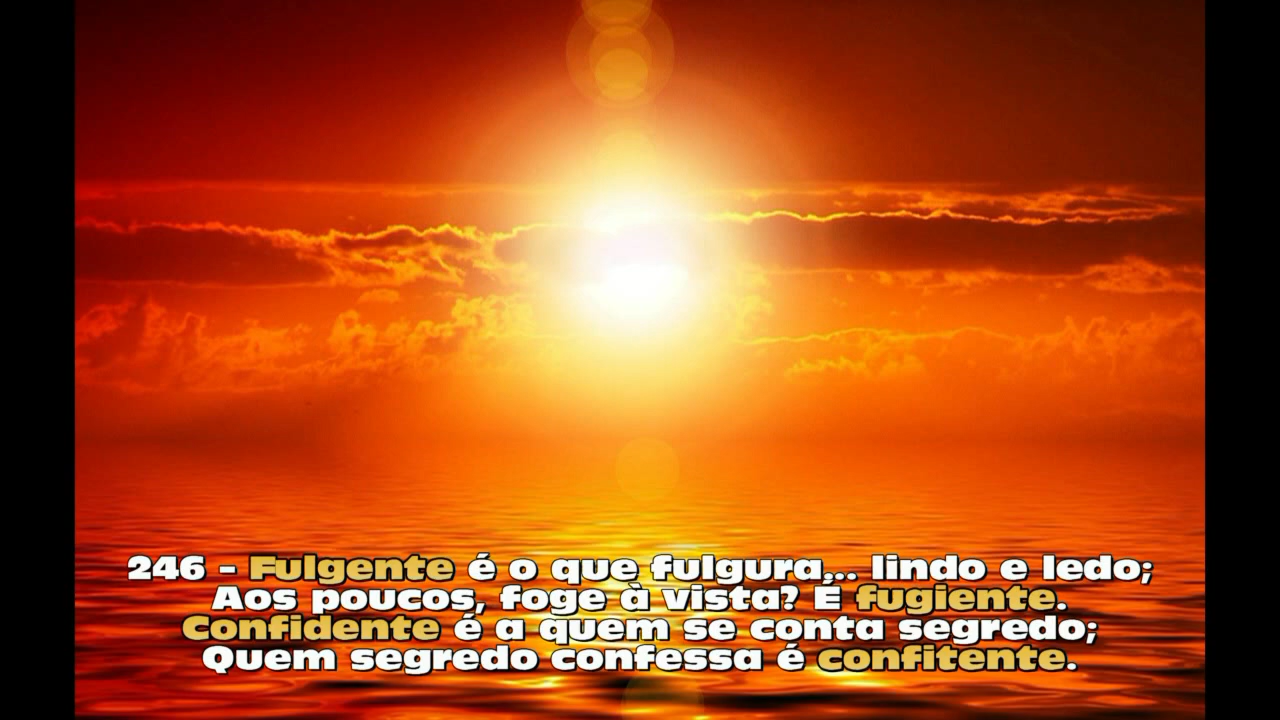 246 - Fulgente é o que fulgura... lindo e ledo;
Aos poucos, foge à vista? É fugiente.
Confidente é a quem se conta segredo;
Quem segredo confessa é confitente.